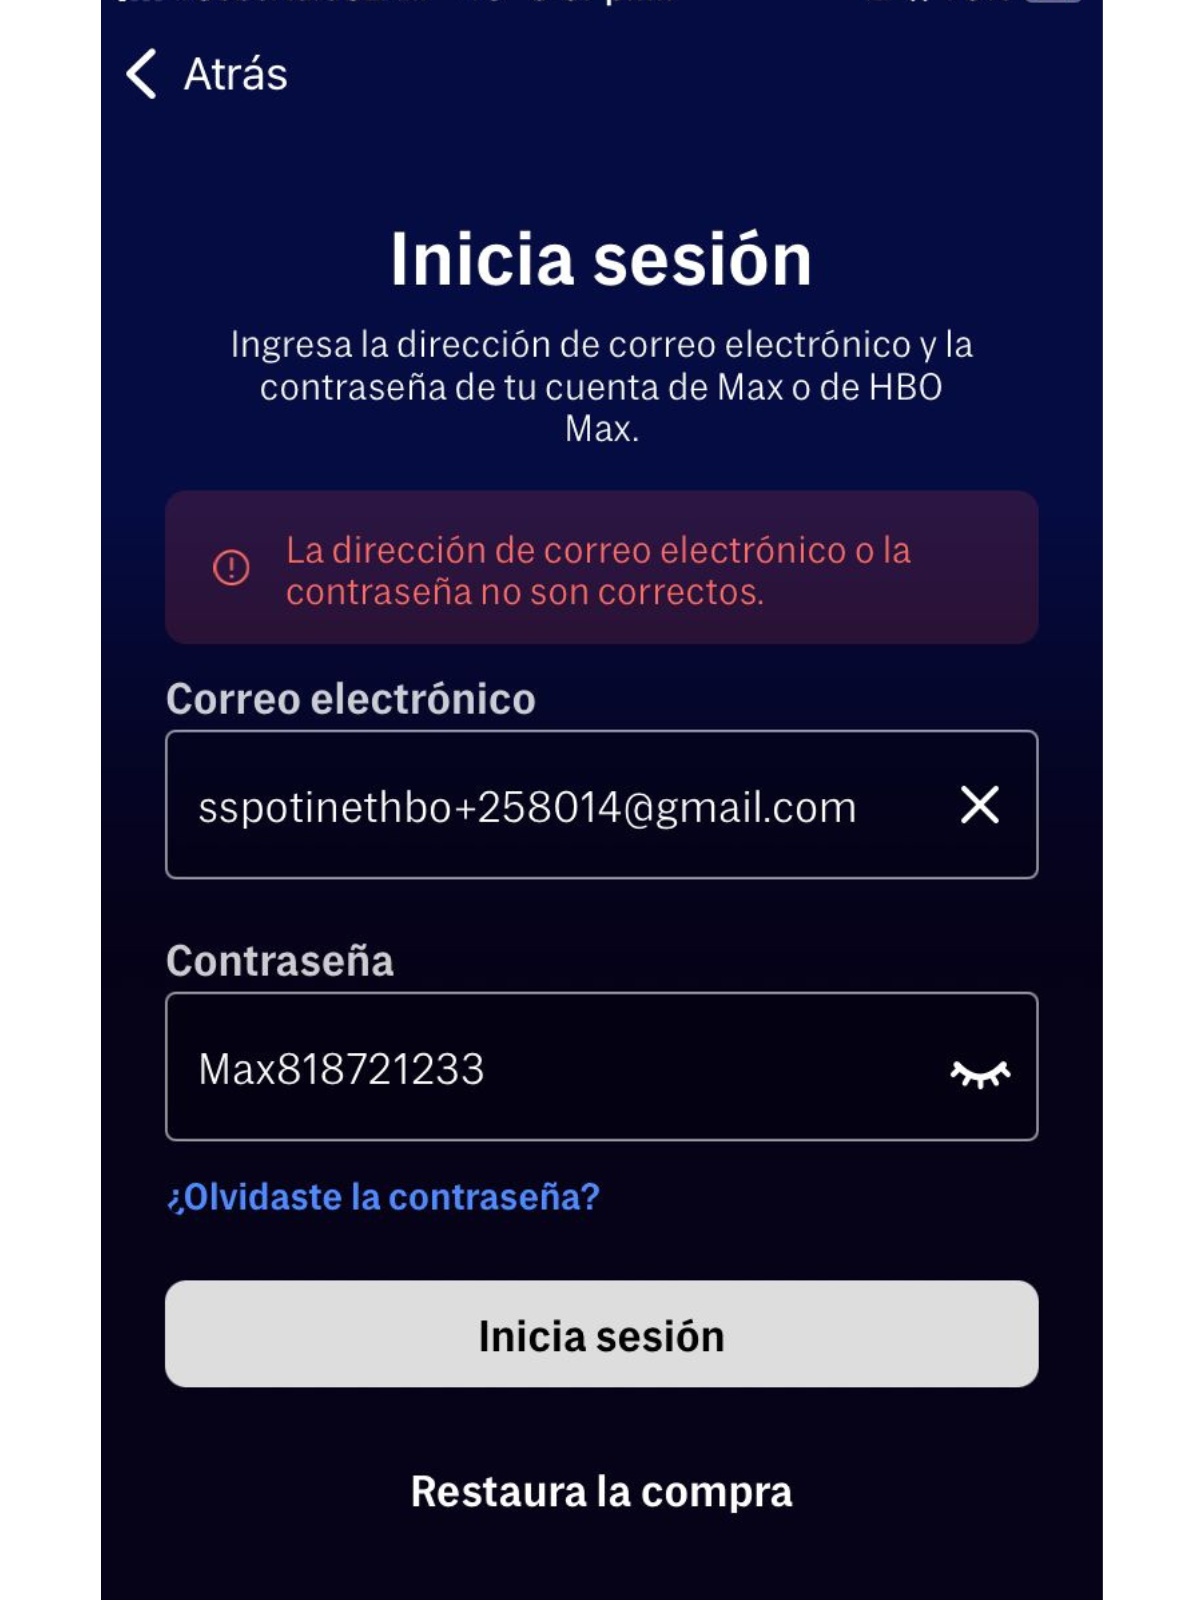 Atrás
Inicia sesión
Ingresa la dirección de correo electrónico y la
contraseña de tu cuenta de Max o de HBO
Max.
La dirección de correo electrónico o la
contraseña no son correctos.
Correo electrónico
sspotinethbo+258014@gmail.com
Contraseña
Max818721233
¿Olvidaste la contraseña?
Inicia sesión
Restaura la compra